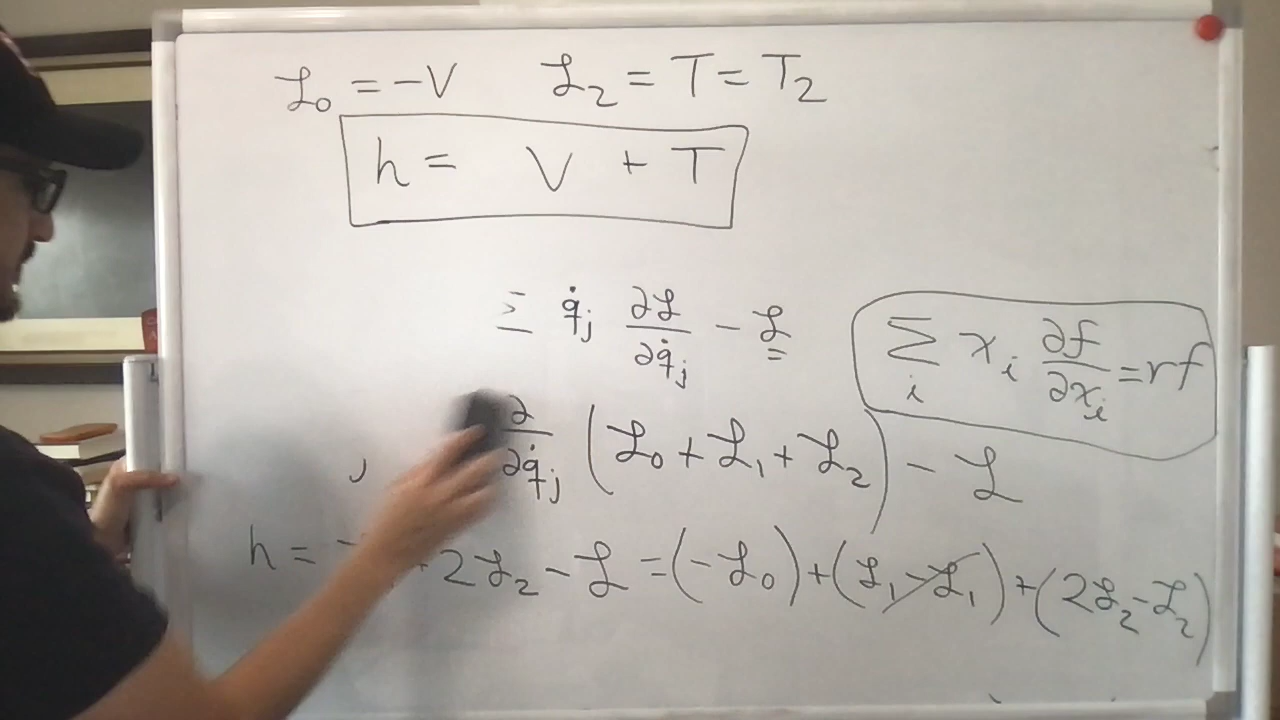 ℒ₀ = -V ℒ₂ = T = T₂
h = V + T
Σ q̇ⱼ ∂ℒ/∂q̇ⱼ - ℒ
Σᵢ xᵢ ∂f/∂xᵢ = rf
∂/∂q̇ⱼ (ℒ₀ + ℒ₁ + ℒ₂) - ℒ
h = + 2ℒ₂ - ℒ = (-ℒ₀) + (ℒ₁ - ℒ₁) + (2ℒ₂ - ℒ₂)